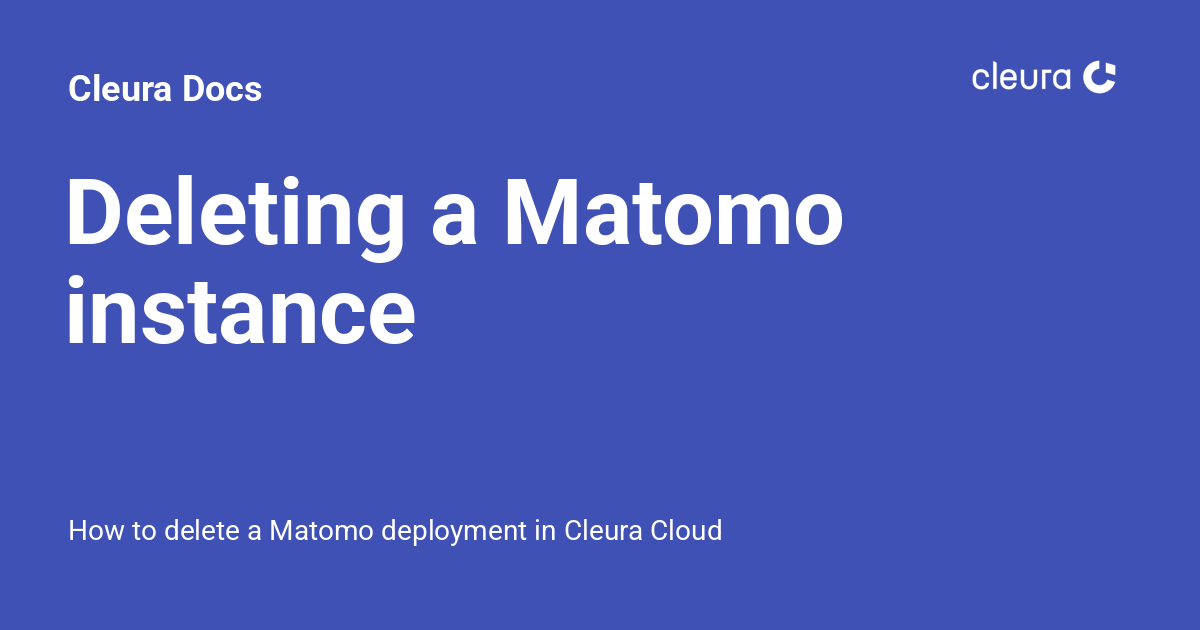 Cleura Docs
cleura
Deleting a Matomo
instance
How to delete a Matomo deployment in Cleura Cloud